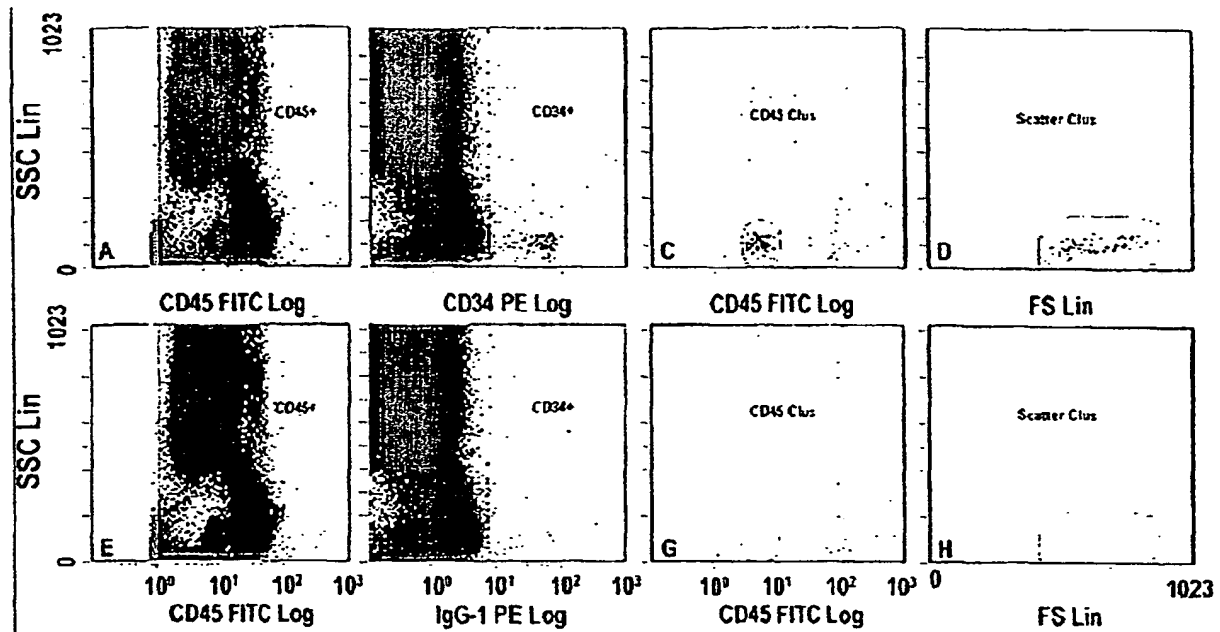 1023
SSC Lin
0
CD45+
CD34+
CD45 Clus
Scatter Clus
A
C
D
CD45 FITC Log
CD34 PE Log
CD45 FITC Log
FS Lin
1023
SSC Lin
0
CD45+
CD34+
CD45 Clus
Scatter Clus
E
G
H
10⁰ 10¹ 10² 10³
10⁰ 10¹ 10² 10³
10⁰ 10¹ 10² 10³
0 1023
CD45 FITC Log
IgG-1 PE Log
CD45 FITC Log
FS Lin